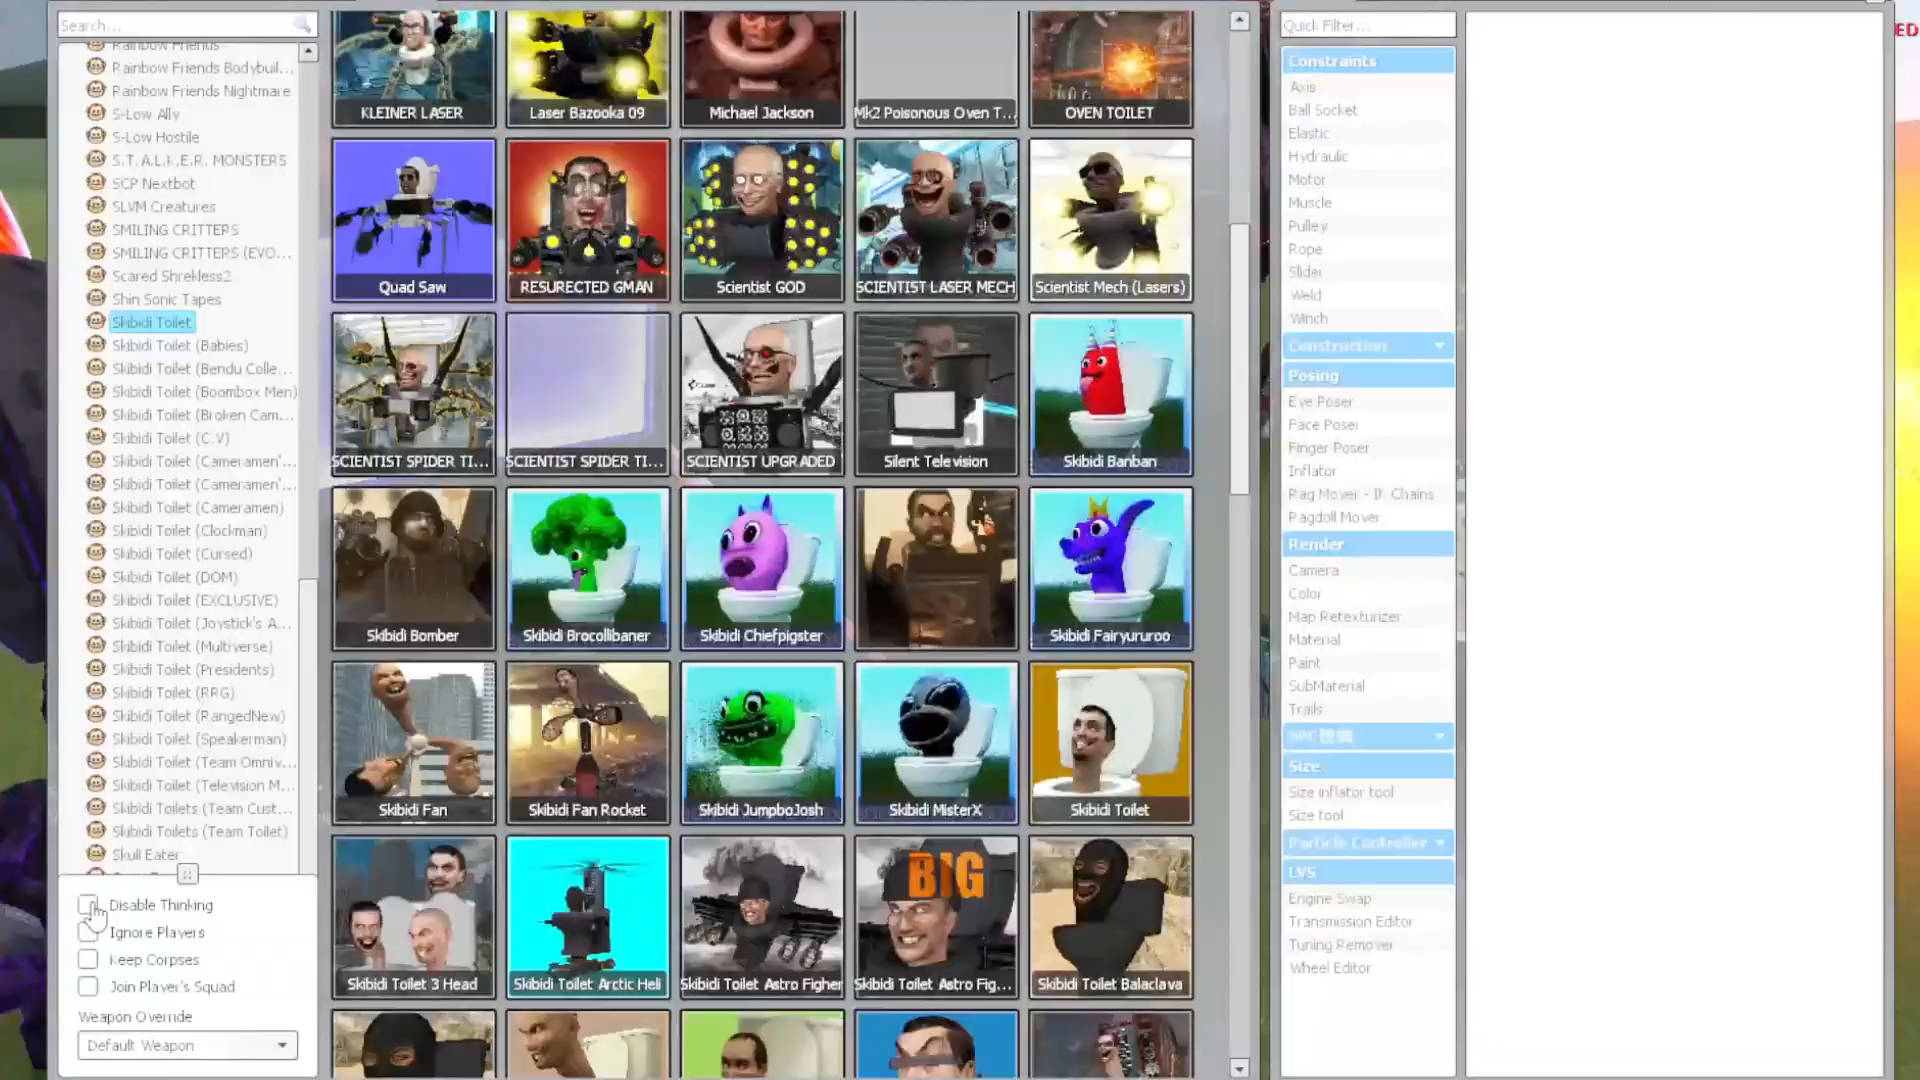 Search...
Rainbow Friends
Rainbow Friends Bodybuil...
Rainbow Friends Nightmare
S-Low Ally
S-Low Hostile
S.T.A.L.K.E.R. MONSTERS
SCP Nextbot
SLVM Creatures
SMILING CRITTERS
SMILING CRITTERS (EVO...
Scared Shrekless2
Shin Sonic Tapes
Skibidi Toilet
Skibidi Toilet (Babies)
Skibidi Toilet (Bendu Colle...
Skibidi Toilet (Boombox Men)
Skibidi Toilet (Broken Cam...
Skibidi Toilet (C.V)
Skibidi Toilet (Cameramen'...
Skibidi Toilet (Cameramen'...
Skibidi Toilet (Cameramen)
Skibidi Toilet (Clockman)
Skibidi Toilet (Cursed)
Skibidi Toilet (DOM)
Skibidi Toilet (EXCLUSIVE)
Skibidi Toilet (Joystick's A...
Skibidi Toilet (Multiverse)
Skibidi Toilet (Presidents)
Skibidi Toilet (RRG)
Skibidi Toilet (RangedNew)
Skibidi Toilet (Speakerman)
Skibidi Toilet (Team Omniv...
Skibidi Toilet (Television M...
Skibidi Toilets (Team Cust...
Skibidi Toilets (Team Toilet)
Skull Eater
Disable Thinking
Ignore Players
Keep Corpses
Join Player's Squad
Weapon Override
Default Weapon
KLEINER LASER
Laser Bazooka 09
Michael Jackson
Mk2 Poisonous Oven T...
OVEN TOILET
Quad Saw
RESURECTED GMAN
Scientist GOD
SCIENTIST LASER MECH
Scientist Mech (Lasers)
SCIENTIST SPIDER TI...
SCIENTIST SPIDER TI...
SCIENTIST UPGRADED
Silent Television
Skibidi Banban
Skibidi Bomber
Skibidi Brocollibaner
Skibidi Chiefpigster
Skibidi Fairyururoo
Skibidi Fan
Skibidi Fan Rocket
Skibidi JumpboJosh
Skibidi MisterX
Skibidi Toilet
Skibidi Toilet 3 Head
Skibidi Toilet Arctic Heli
Skibidi Toilet Astro Figher
BIG
Skibidi Toilet Astro Fig...
Skibidi Toilet Balaclava
Quick Filter...
Constraints
Axis
Ball Socket
Elastic
Hydraulic
Motor
Muscle
Pulley
Rope
Slider
Weld
Winch
Construction
Posing
Eye Poser
Face Poser
Finger Poser
Inflator
Rag Mover - IK Chains
Ragdoll Mover
Render
Camera
Color
Map Retexturizer
Material
Paint
SubMaterial
Trails
NPC
Size
Size inflator tool
Size tool
Particle Controller
LVS
Engine Swap
Transmission Editor
Tuning Remover
Wheel Editor
ED